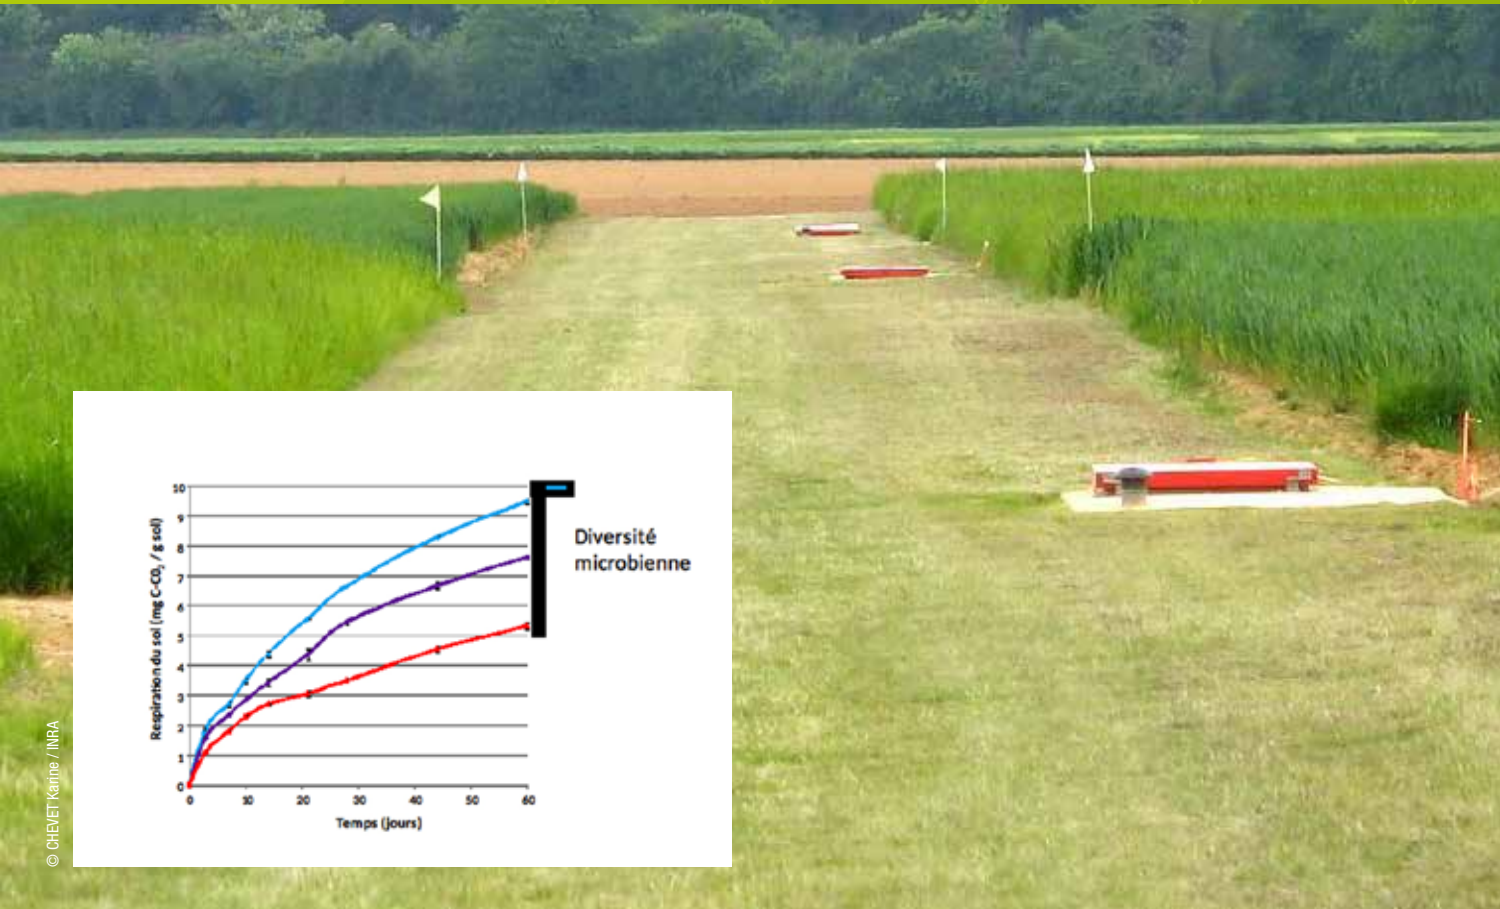 10
9
8
7
6
5
4
3
2
1
0
Respiration du sol (mg C-CO₂ / g sol)
0 10 20 30 40 50 60
Temps (jours)
Diversité
microbienne
© CHEVET Karine / INRA